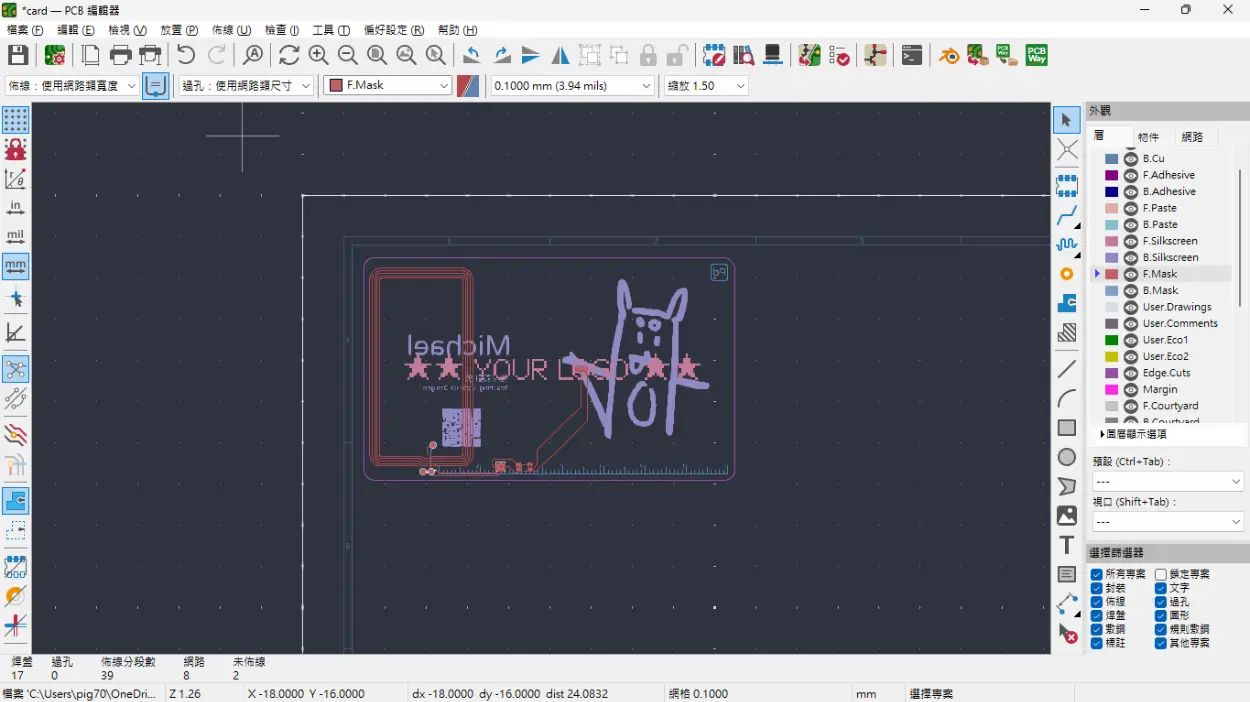 *card — PCB 編輯器
檔案 (F) 編輯 (E) 檢視 (V) 放置 (P) 佈線 (U) 檢查 (I) 工具 (T) 偏好設定 (R) 幫助 (H)
佈線：使用網路類寬度 過孔：使用網路類尺寸 F.Mask 0.1000 mm (3.94 mils) 縮放 1.50
in
mil
mm
外觀
層 物件 網路
B.Cu
F.Adhesive
B.Adhesive
F.Paste
B.Paste
F.Silkscreen
B.Silkscreen
F.Mask
B.Mask
User.Drawings
User.Comments
User.Eco1
User.Eco2
Edge.Cuts
Margin
F.Courtyard
B.Courtyard
圖層顯示選項
預設 (Ctrl+Tab)：
---
視口 (Shift+Tab)：
---
選擇篩選器
所有專案 鎖定專案
封裝 文字
佈線 過孔
焊盤 圖形
敷銅 規則敷銅
標註 其他專案
Michael
YOUR LOGO
焊盤 過孔 佈線分段數 網路 未佈線
17 0 39 8 2
檔案 'C:\Users\pig70\OneDri... Z 1.26 X -18.0000 Y -16.0000 dx -18.0000 dy -16.0000 dist 24.0832 網格 0.1000 mm 選擇專案